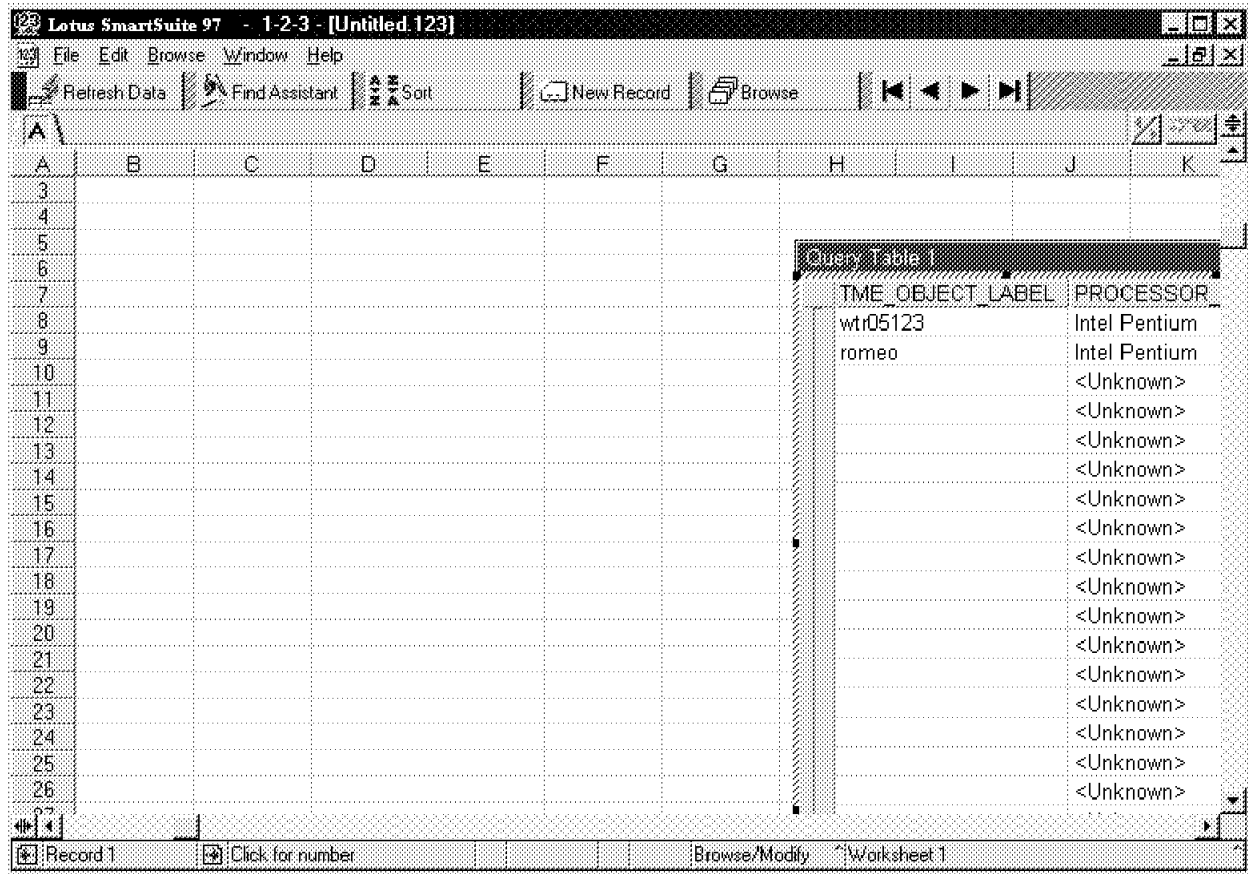 Lotus SmartSuite 97 - 1-2-3 - [Untitled.123]
File Edit Browse Window Help
Refresh Data Find Assistant Sort New Record Browse
A
A B C D E F G H I J K
3
4
5
6 Query Table 1
7 TME_OBJECT_LABEL PROCESSOR_
8 wtr05123 Intel Pentium
9 romeo Intel Pentium
10 <Unknown>
11 <Unknown>
12 <Unknown>
13 <Unknown>
14 <Unknown>
15 <Unknown>
16 <Unknown>
17 <Unknown>
18 <Unknown>
19 <Unknown>
20 <Unknown>
21 <Unknown>
22 <Unknown>
23 <Unknown>
24 <Unknown>
25 <Unknown>
26 <Unknown>
27
Record 1 Click for number Browse/Modify Worksheet 1